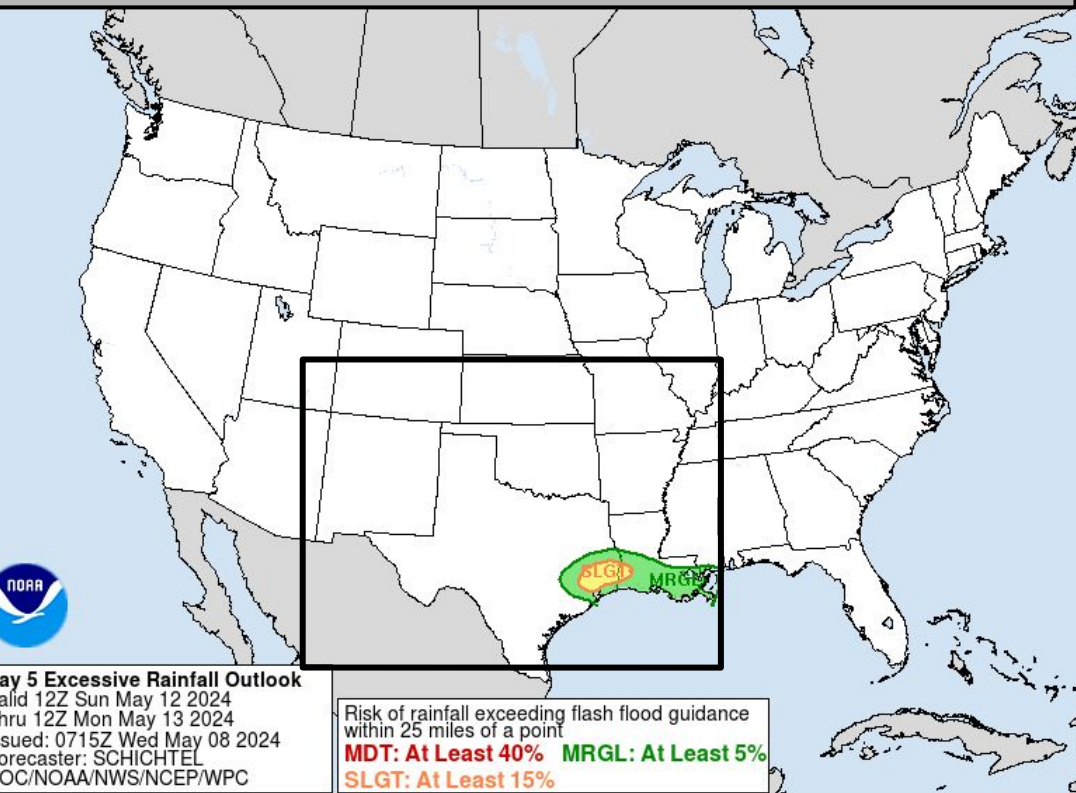 SLGT
MRGL
NOAA
ay 5 Excessive Rainfall Outlook
alid 12Z Sun May 12 2024
hru 12Z Mon May 13 2024
ssued: 0715Z Wed May 08 2024
orecaster: SCHICHTEL
OC/NOAA/NWS/NCEP/WPC
Risk of rainfall exceeding flash flood guidance
within 25 miles of a point
MDT: At Least 40% MRGL: At Least 5%
SLGT: At Least 15%